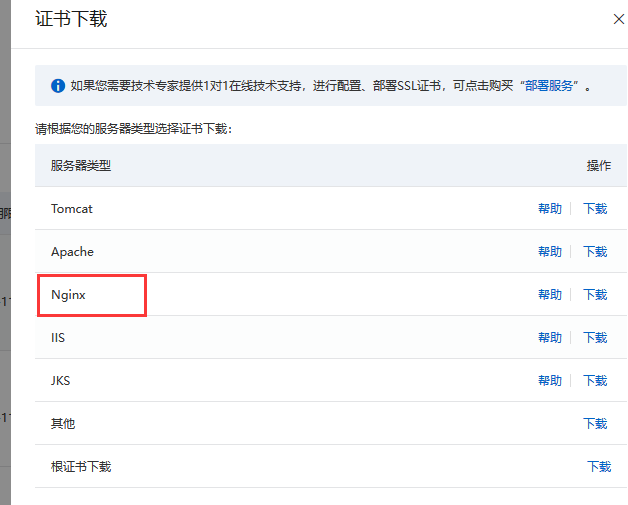 证书下载
如果您需要技术专家提供1对1在线技术支持，进行配置、部署SSL证书，可点击购买“部署服务”。
请根据您的服务器类型选择证书下载：
服务器类型 操作
Tomcat 帮助 下载
Apache 帮助 下载
Nginx 帮助 下载
IIS 帮助 下载
JKS 帮助 下载
其他 下载
根证书下载 下载